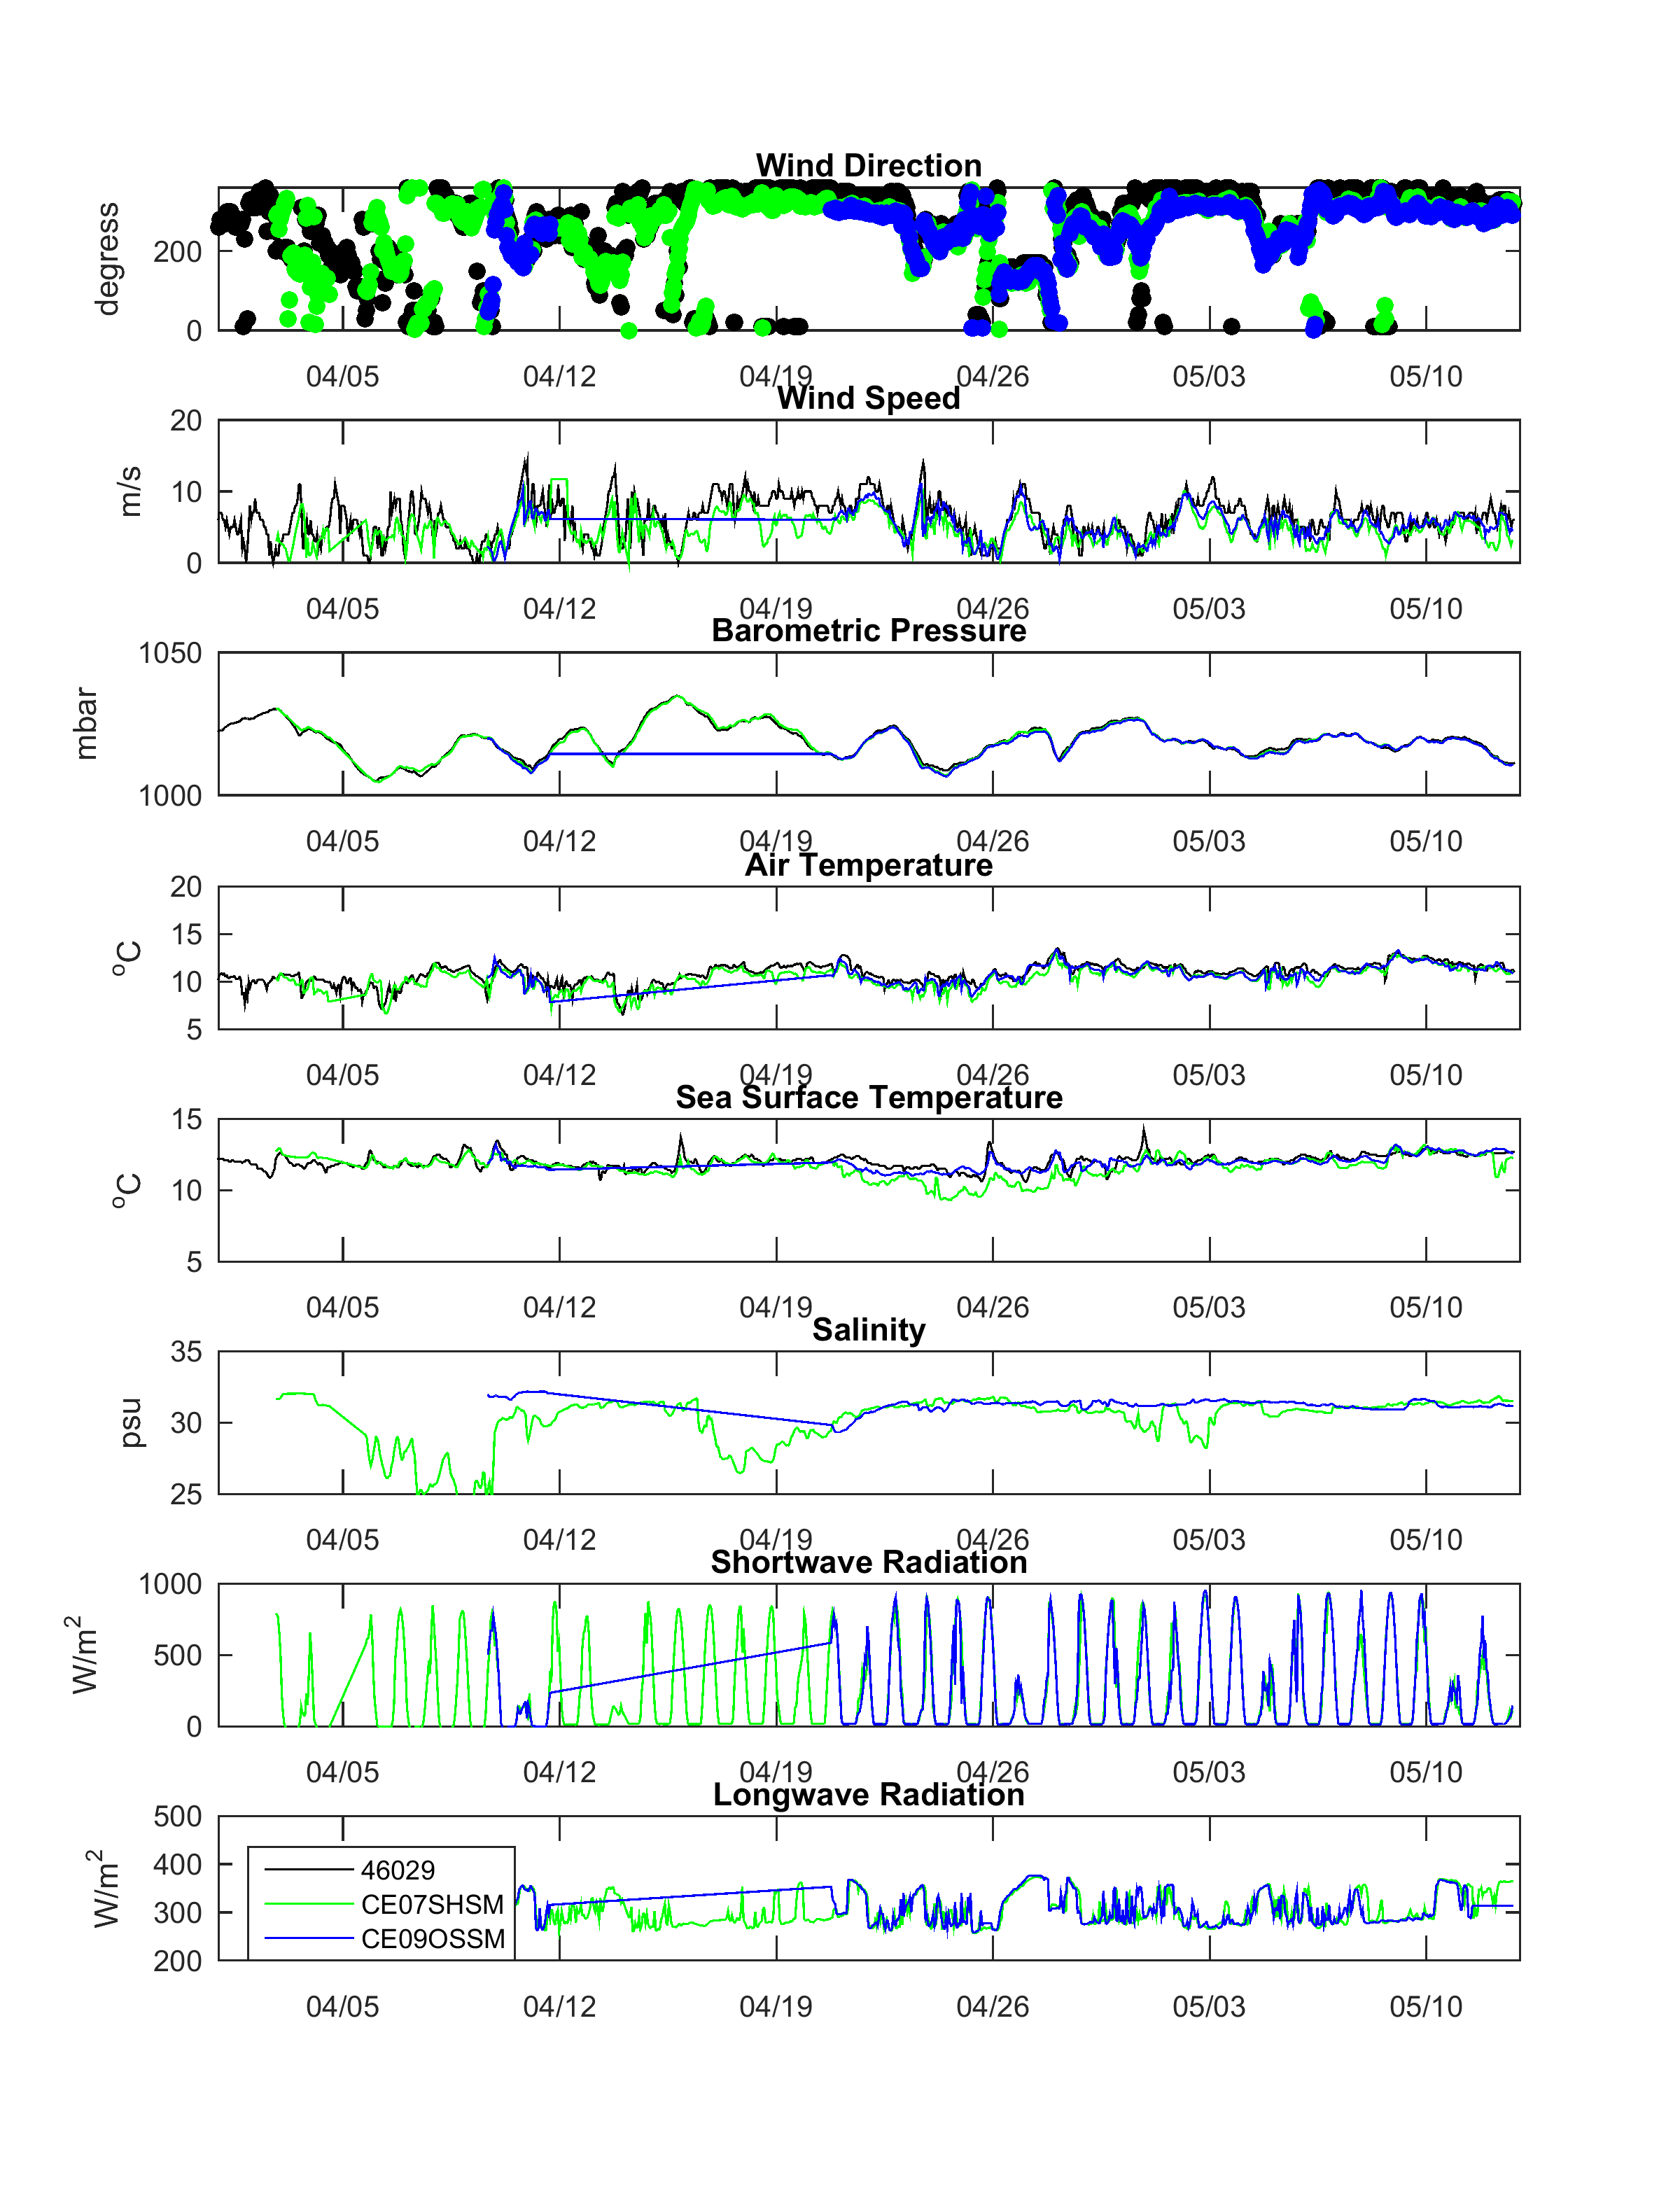 Wind Direction
degress
200
0
04/05 04/12 04/19 04/26 05/03 05/10
Wind Speed
m/s
20
10
0
04/05 04/12 04/19 04/26 05/03 05/10
Barometric Pressure
mbar
1050
1000
04/05 04/12 04/19 04/26 05/03 05/10
Air Temperature
°C
20
15
10
5
04/05 04/12 04/19 04/26 05/03 05/10
Sea Surface Temperature
°C
15
10
5
04/05 04/12 04/19 04/26 05/03 05/10
Salinity
psu
35
30
25
04/05 04/12 04/19 04/26 05/03 05/10
Shortwave Radiation
W/m²
1000
500
0
04/05 04/12 04/19 04/26 05/03 05/10
Longwave Radiation
W/m²
500
400
300
200
46029
CE07SHSM
CE09OSSM
04/05 04/12 04/19 04/26 05/03 05/10